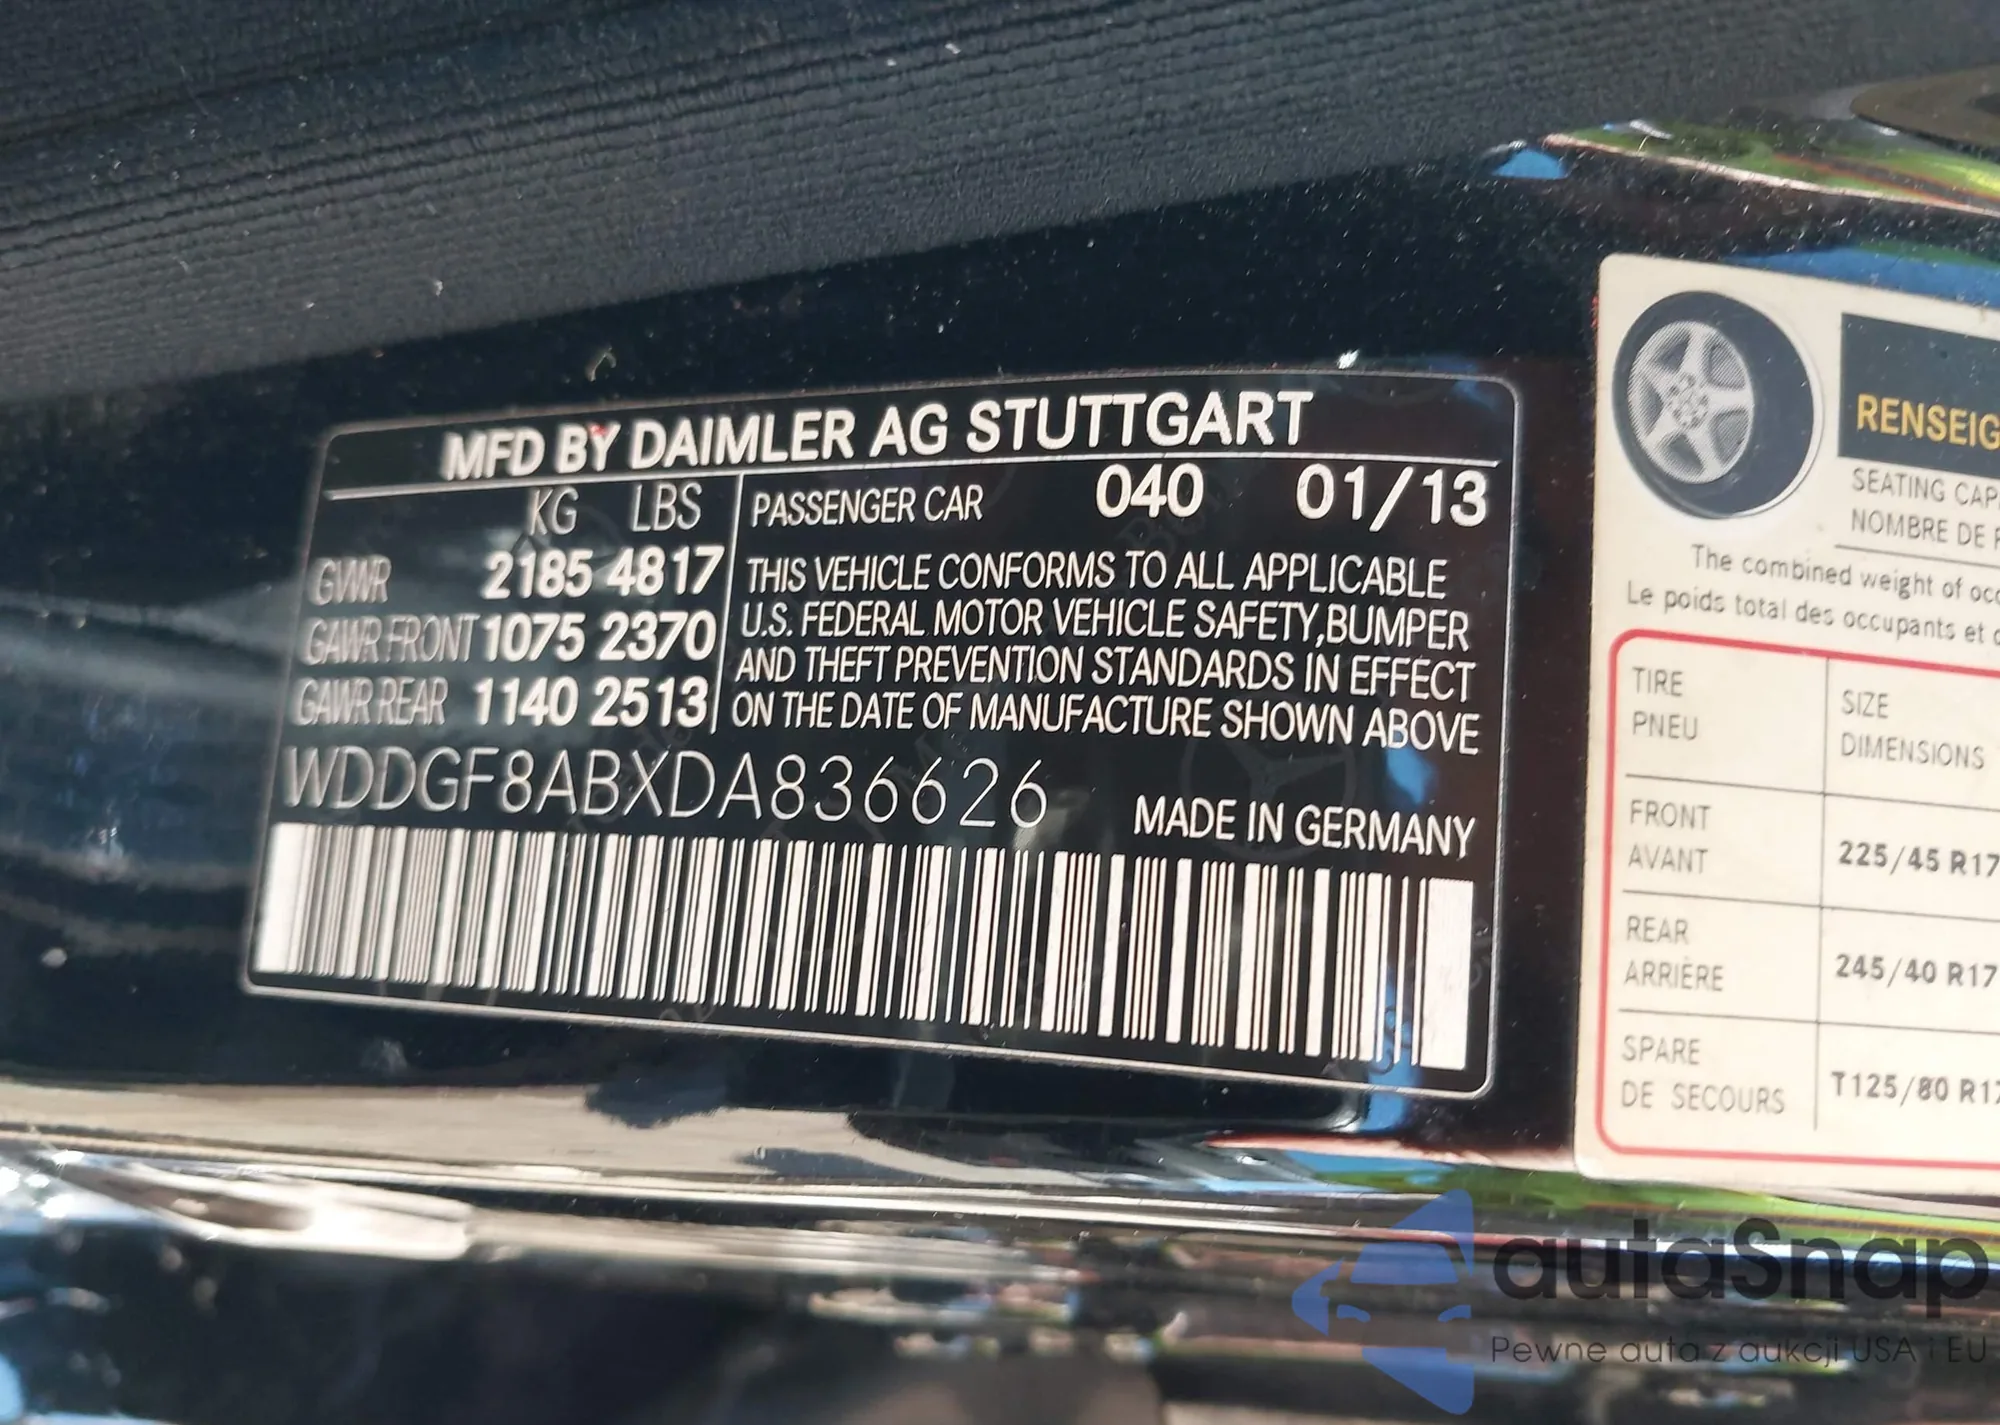 MFD BY DAIMLER AG STUTTGART
KG LBS
GVWR 2185 4817
GAWR FRONT 1075 2370
GAWR REAR 1140 2513
PASSENGER CAR 040 01/13
THIS VEHICLE CONFORMS TO ALL APPLICABLE
U.S. FEDERAL MOTOR VEHICLE SAFETY,BUMPER
AND THEFT PREVENTION STANDARDS IN EFFECT
ON THE DATE OF MANUFACTURE SHOWN ABOVE
WDDGF8ABXDA836626
MADE IN GERMANY
RENSEIG
SEATING CAP
NOMBRE DE P
The combined weight of occ
Le poids total des occupants et d
TIRE
PNEU
SIZE
DIMENSIONS
FRONT
AVANT
225/45 R17
REAR
ARRIÈRE
245/40 R17
SPARE
DE SECOURS
T125/80 R17
autaSnap
Pewne auta z aukcji USA i EU